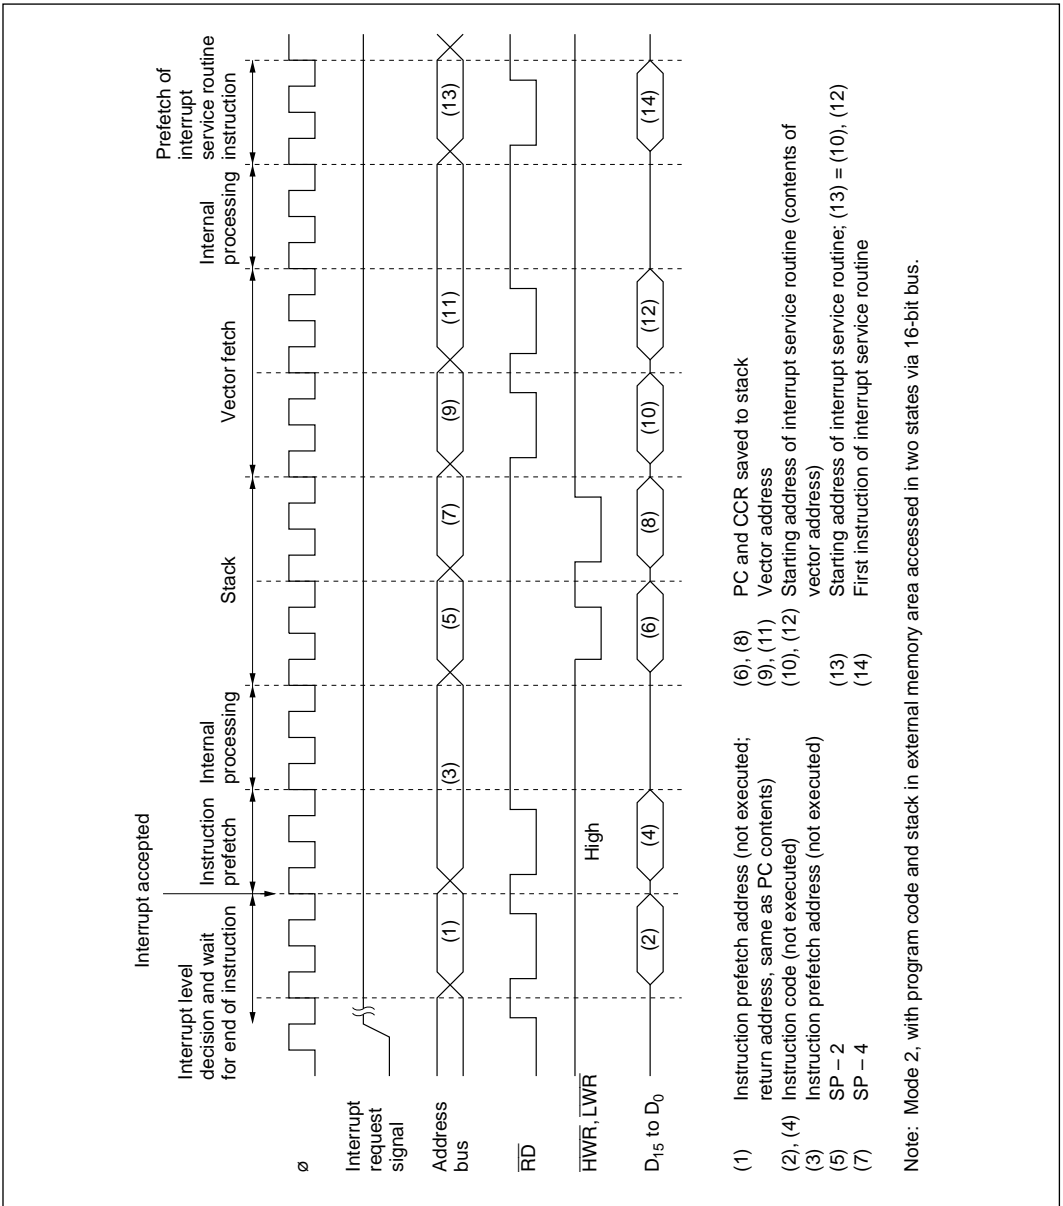 Interrupt accepted
Interrupt level
decision and wait
for end of instruction
Instruction
prefetch
Internal
processing
Stack
Vector fetch
Internal
processing
Prefetch of
interrupt
service routine
instruction
ø
Interrupt
request
signal
Address
bus
(1)
(3)
(5)
(7)
(9)
(11)
(13)
RD
HWR, LWR
High
D15 to D0
(2)
(4)
(6)
(8)
(10)
(12)
(14)
(1) Instruction prefetch address (not executed;
return address, same as PC contents)
(2), (4) Instruction code (not executed)
(3) Instruction prefetch address (not executed)
(5) SP – 2
(7) SP – 4
(6), (8) PC and CCR saved to stack
(9), (11) Vector address
(10), (12) Starting address of interrupt service routine (contents of
vector address)
(13) Starting address of interrupt service routine; (13) = (10), (12)
(14) First instruction of interrupt service routine
Note: Mode 2, with program code and stack in external memory area accessed in two states via 16-bit bus.